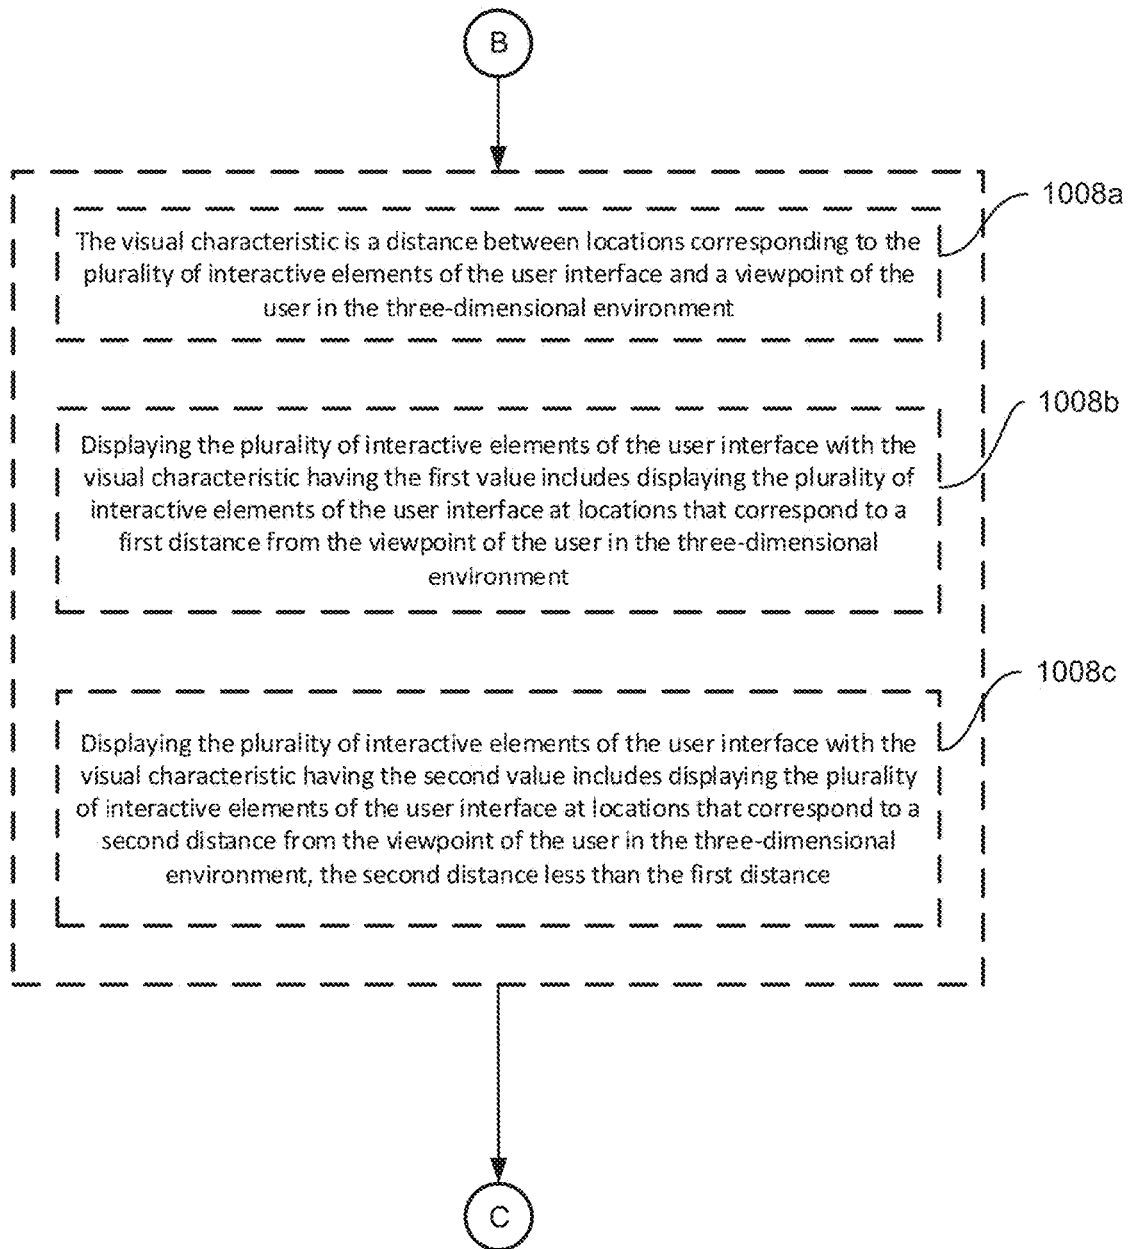 B
1008a
The visual characteristic is a distance between locations corresponding to the
plurality of interactive elements of the user interface and a viewpoint of the
user in the three-dimensional environment
1008b
Displaying the plurality of interactive elements of the user interface with the
visual characteristic having the first value includes displaying the plurality of
interactive elements of the user interface at locations that correspond to a
first distance from the viewpoint of the user in the three-dimensional
environment
1008c
Displaying the plurality of interactive elements of the user interface with the
visual characteristic having the second value includes displaying the plurality
of interactive elements of the user interface at locations that correspond to a
second distance from the viewpoint of the user in the three-dimensional
environment, the second distance less than the first distance
C